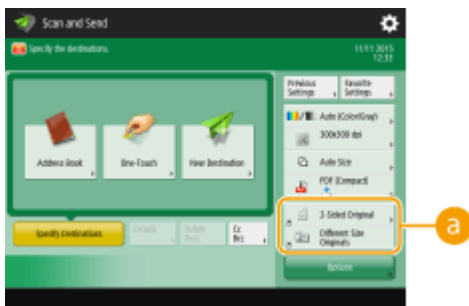 Scan and Send
Specify the destinations.
11/11 2015
12:33
Previous
Settings
Favorite
Settings
Auto (Color/Gray)
300x300 dpi
Auto Size
PDF (Compact)
Address Book
One-Touch
New Destination
2-Sided Original
Different Size
Originals
a
Specify Destinations
Details
Delete
Dest.
Cc
Bcc
Options